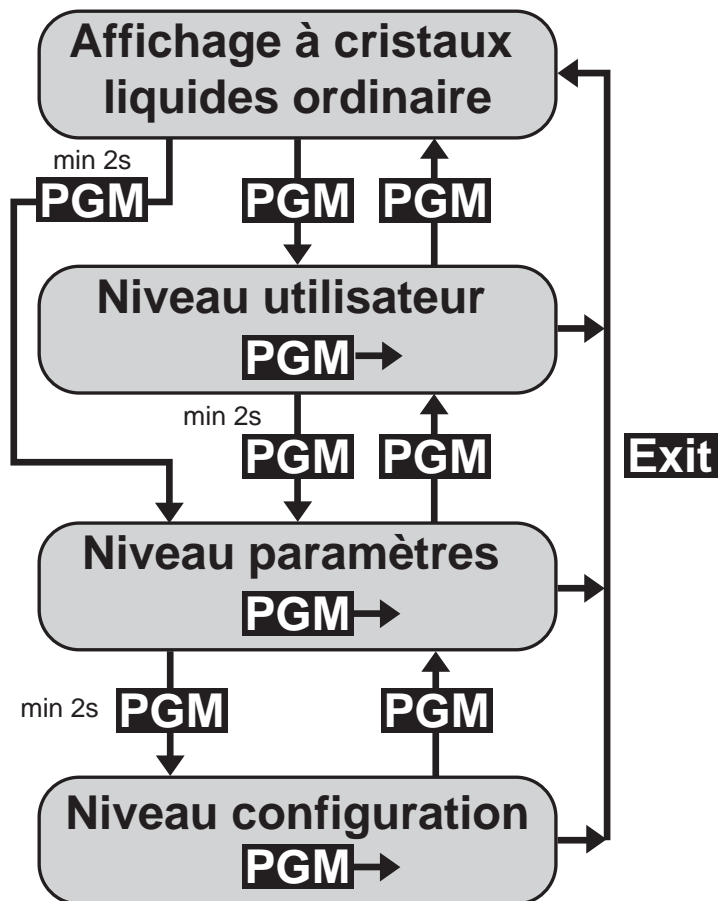 Affichage à cristaux
liquides ordinaire
min 2s
PGM
PGM
PGM
Niveau utilisateur
PGM
min 2s
PGM
PGM
Exit
Niveau paramètres
PGM
min 2s
PGM
PGM
Niveau configuration
PGM